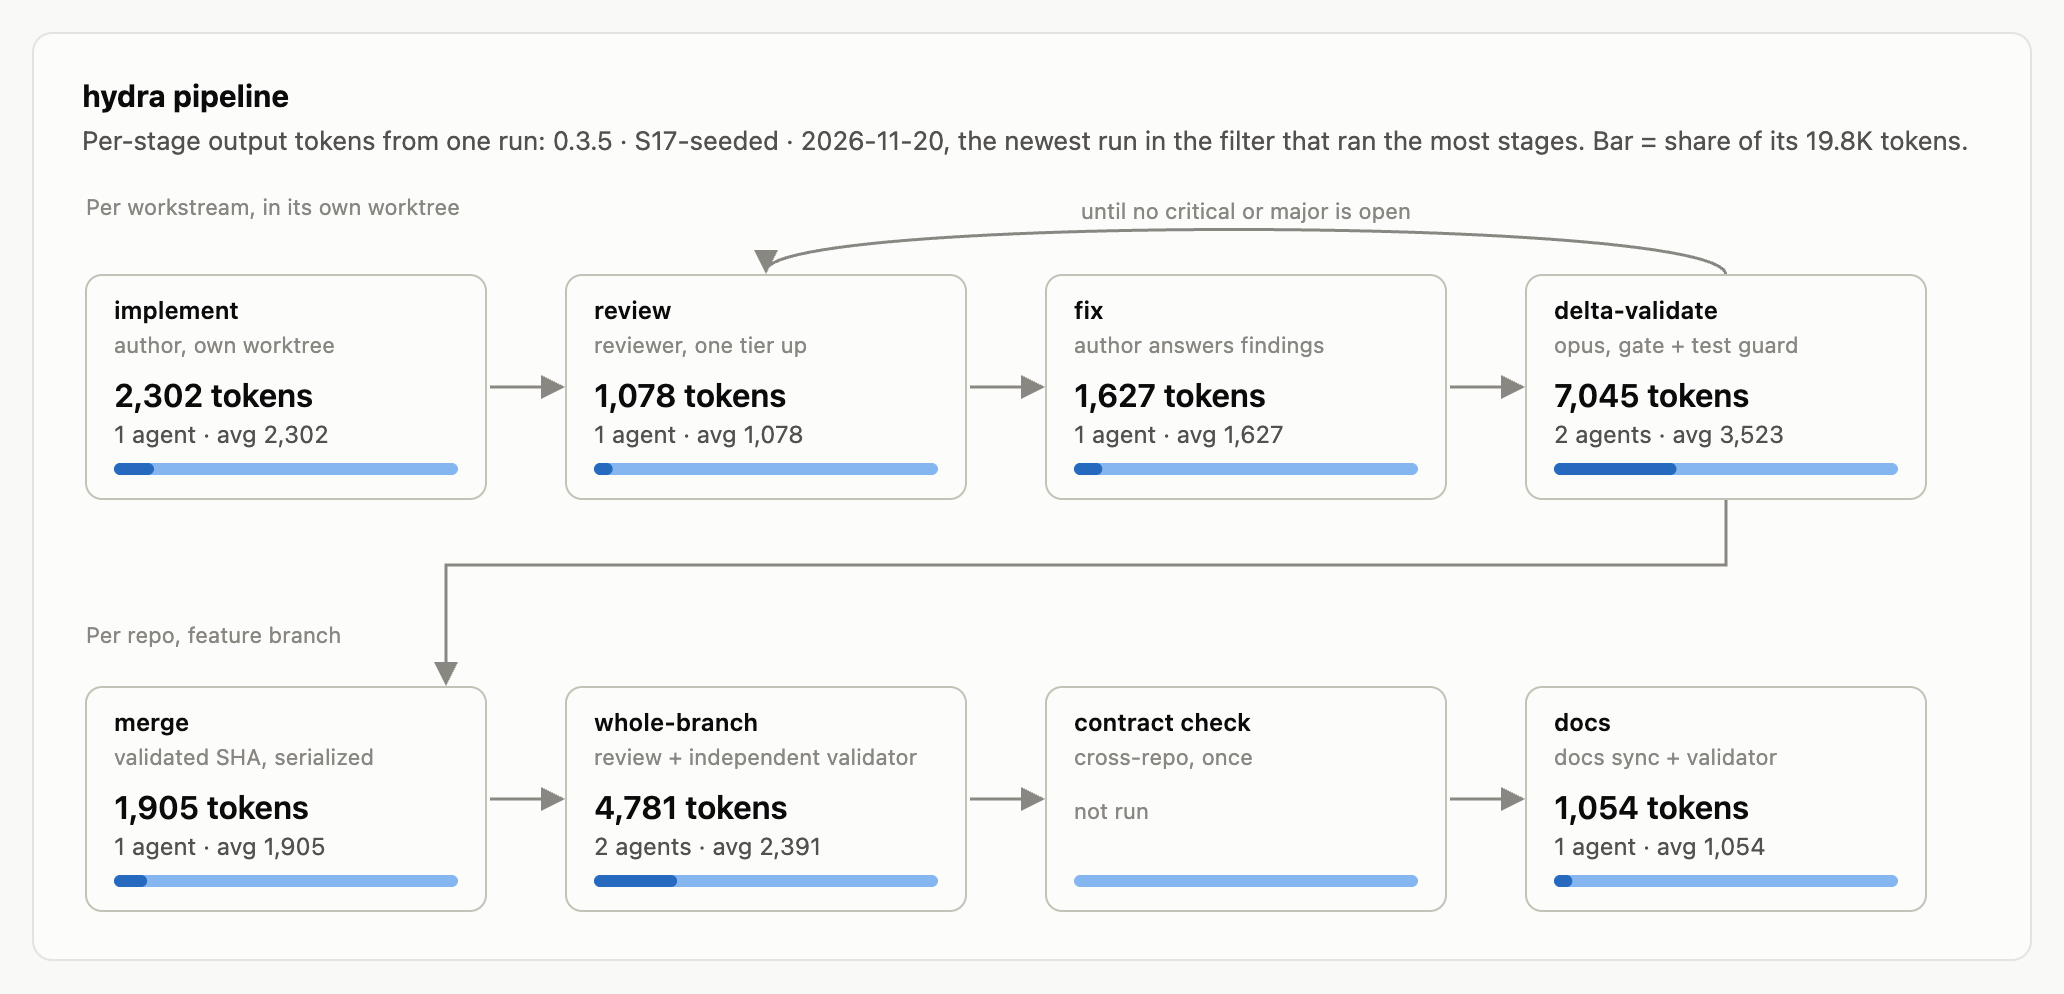 hydra pipeline
Per-stage output tokens from one run: 0.3.5 · S17-seeded · 2026-11-20, the newest run in the filter that ran the most stages. Bar = share of its 19.8K tokens.
Per workstream, in its own worktree
until no critical or major is open
implement
author, own worktree
2,302 tokens
1 agent · avg 2,302
review
reviewer, one tier up
1,078 tokens
1 agent · avg 1,078
fix
author answers findings
1,627 tokens
1 agent · avg 1,627
delta-validate
opus, gate + test guard
7,045 tokens
2 agents · avg 3,523
Per repo, feature branch
merge
validated SHA, serialized
1,905 tokens
1 agent · avg 1,905
whole-branch
review + independent validator
4,781 tokens
2 agents · avg 2,391
contract check
cross-repo, once
not run
docs
docs sync + validator
1,054 tokens
1 agent · avg 1,054